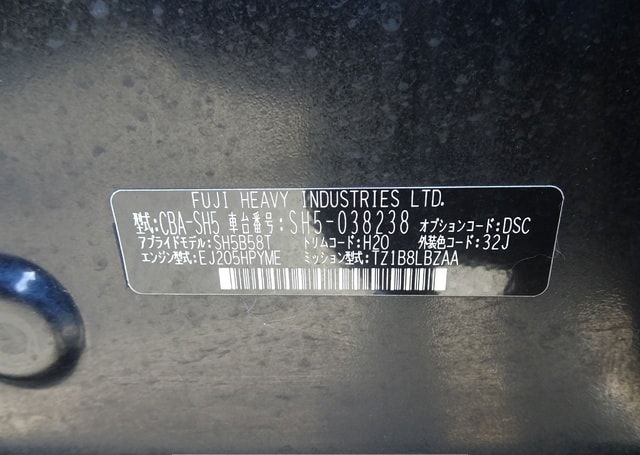 FUJI HEAVY INDUSTRIES LTD.
型式:CBA-SH5 車台番号:SH5-038238 オプションコード:DSC
アプライドモデル:SH5B58T トリムコード:H20 外装色コード:32J
エンジン型式:EJ205HPYME ミッション型式:TZ1B8LBZAA